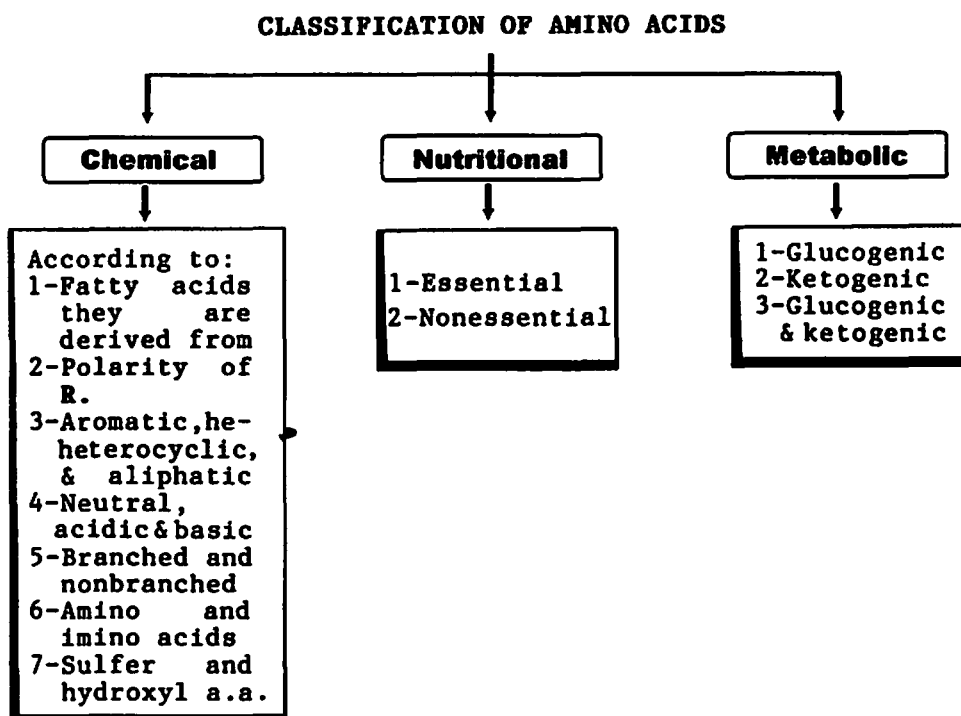 CLASSIFICATION OF AMINO ACIDS
Chemical
According to:
1-Fatty acids
they are
derived from
2-Polarity of
R.
3-Aromatic,he-
heterocyclic,
& aliphatic
4-Neutral,
acidic&basic
5-Branched and
nonbranched
6-Amino and
imino acids
7-Sulfer and
hydroxyl a.a.
Nutritional
1-Essential
2-Nonessential
Metabolic
1-Glucogenic
2-Ketogenic
3-Glucogenic
& ketogenic